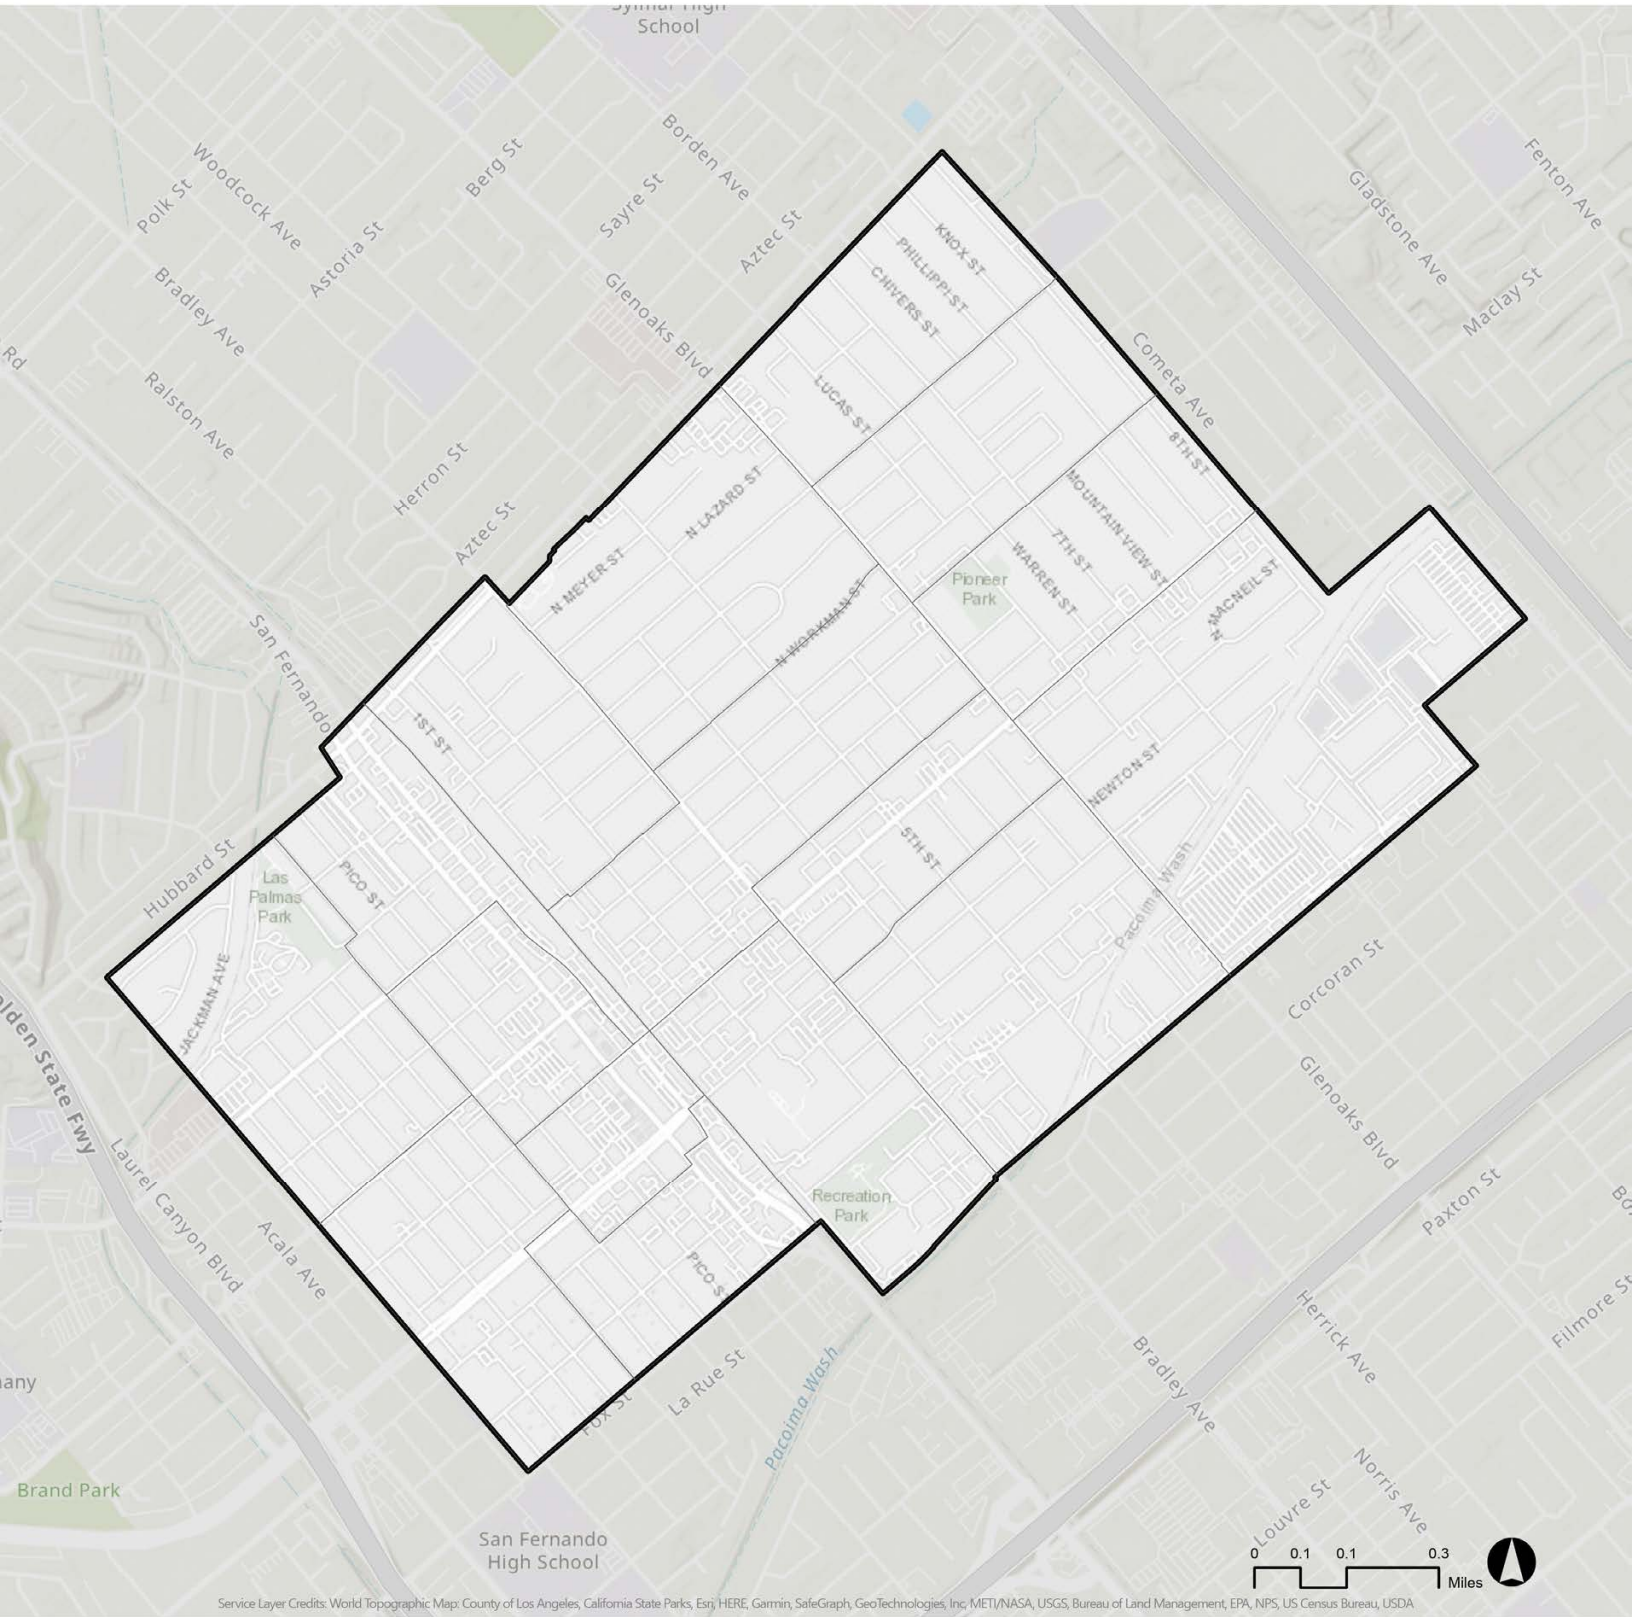 Sylmar High
School
Woodcock Ave
Polk St
Berg St
Borden Ave
Sayre St
Aztec St
Astoria St
Bradley Ave
Glenoaks Blvd
Fenton Ave
Gladstone Ave
Maclay St
KNOX ST
PHILLIPPI ST
CHIVERS ST
LUCAS ST
Cometa Ave
8TH ST
Rd
Ralston Ave
Herron St
Aztec St
N LAZARD ST
N MEYER ST
MOUNTAIN VIEW ST
7TH ST
WARREN ST
Pioneer
Park
N MACNEIL ST
N WORKMAN ST
San Fernando
1ST ST
NEWTON ST
5TH ST
Hubbard St
PICO ST
Las
Palmas
Park
JACKMAN AVE
Pacoima Wash
Corcoran St
olden State Fwy
Glenoaks Blvd
Laurel Canyon Blvd
Acala Ave
Recreation
Park
PICO S
Paxton St
Bo
Herrick Ave
Filmore St
La Rue St
Fox St
Pacoima Wash
Bradley Ave
any
Brand Park
San Fernando
High School
Norris Ave
Louvre St
0 0.1 0.1 0.3
Miles
Service Layer Credits: World Topographic Map: County of Los Angeles, California State Parks, Esri, HERE, Garmin, SafeGraph, GeoTechnologies, Inc, METI/NASA, USGS, Bureau of Land Management, EPA, NPS, US Census Bureau, USDA